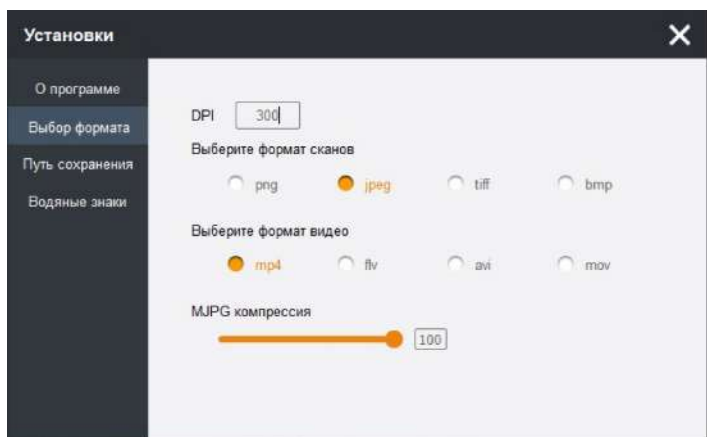 Установки
О программе
Выбор формата
Путь сохранения
Водяные знаки
DPI 300
Выберите формат сканов
png jpeg tiff bmp
Выберите формат видео
mp4 flv avi mov
MJPG компрессия
100